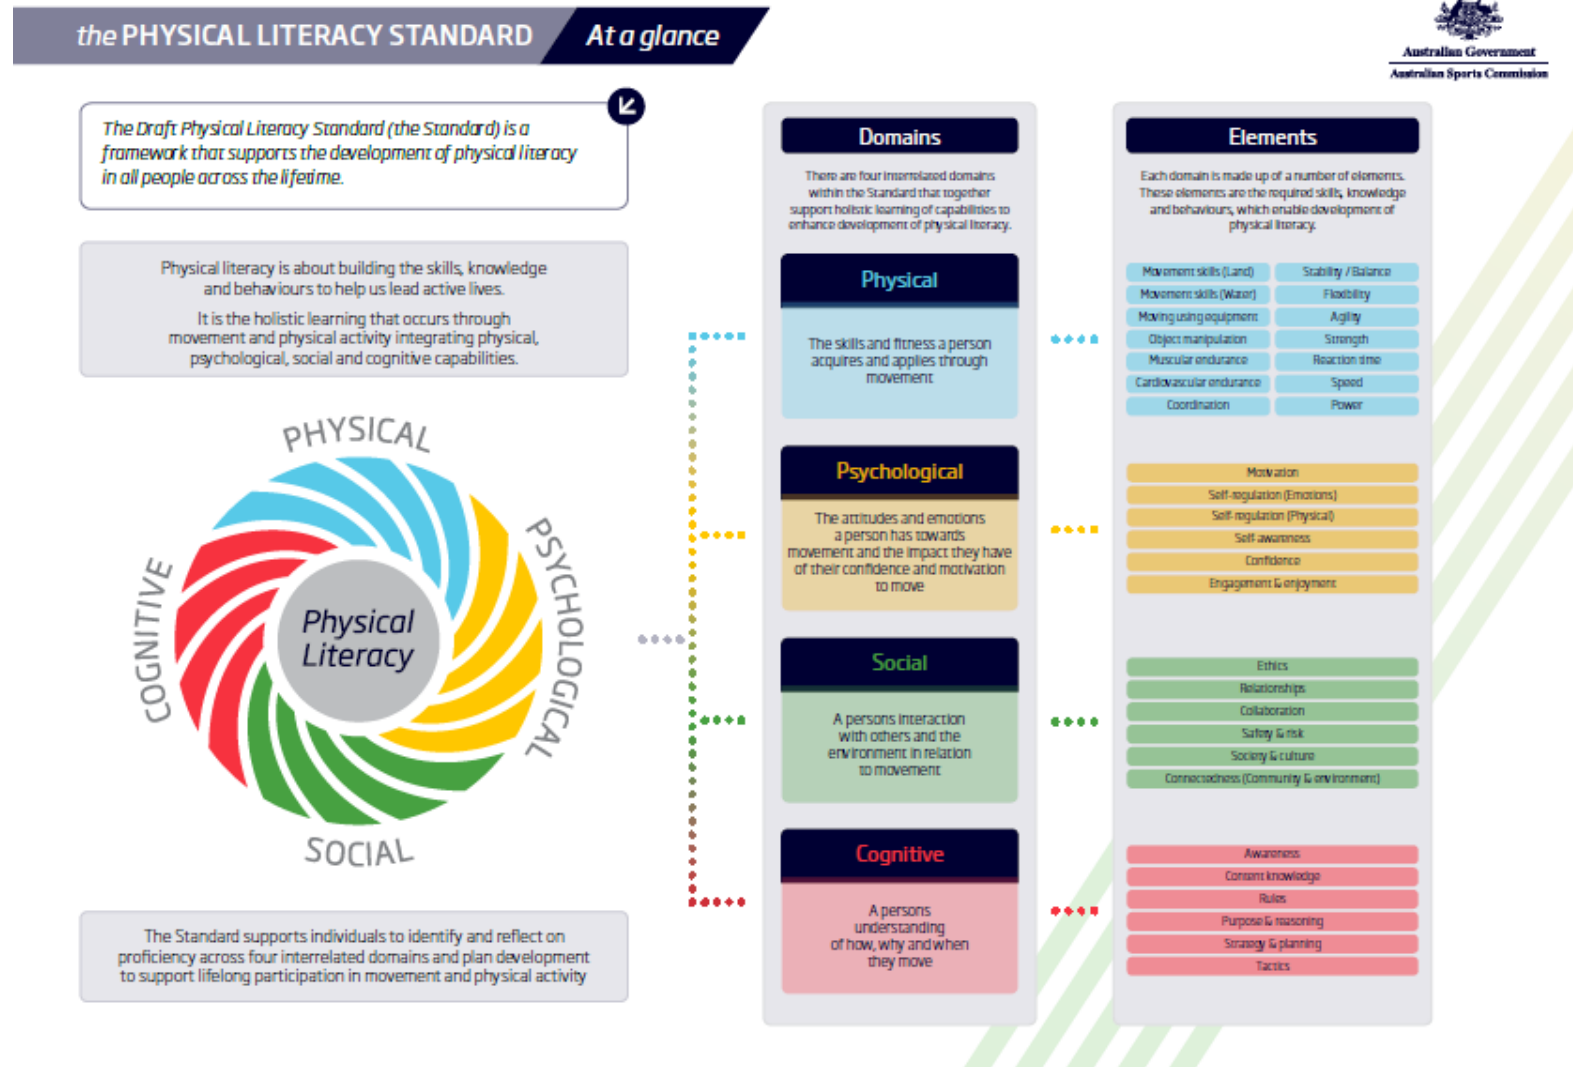 the PHYSICAL LITERACY STANDARD
At a glance
Australian Government
Australian Sports Commission
The Draft Physical Literacy Standard (the Standard) is a
framework that supports the development of physical literacy
in all people across the lifetime.
Physical literacy is about building the skills, knowledge
and behaviours to help us lead active lives.
It is the holistic learning that occurs through
movement and physical activity integrating physical,
psychological, social and cognitive capabilities.
PHYSICAL
PSYCHOLOGICAL
SOCIAL
COGNITIVE
Physical
Literacy
The Standard supports individuals to identify and reflect on
proficiency across four interrelated domains and plan development
to support lifelong participation in movement and physical activity
Domains
There are four interrelated domains
within the Standard that together
support holistic learning of capabilities to
enhance development of physical literacy.
Physical
The skills and fitness a person
acquires and applies through
movement
Psychological
The attitudes and emotions
a person has towards
movement and the impact they have
of their confidence and motivation
to move
Social
A persons interaction
with others and the
environment in relation
to movement
Cognitive
A persons
understanding
of how, why and when
they move
Elements
Each domain is made up of a number of elements.
These elements are the required skills, knowledge
and behaviours, which enable development of
physical literacy.
Movement skills (Land)
Stability / Balance
Movement skills (Water)
Flexibility
Moving using equipment
Agility
Object manipulation
Strength
Muscular endurance
Reaction time
Cardiovascular endurance
Speed
Coordination
Power
Motivation
Self-regulation (Emotions)
Self-regulation (Physical)
Self-awareness
Confidence
Engagement & enjoyment
Ethics
Relationships
Collaboration
Safety & risk
Society & culture
Connectedness (Community & environment)
Awareness
Content knowledge
Rules
Purpose & reasoning
Strategy & planning
Tactics